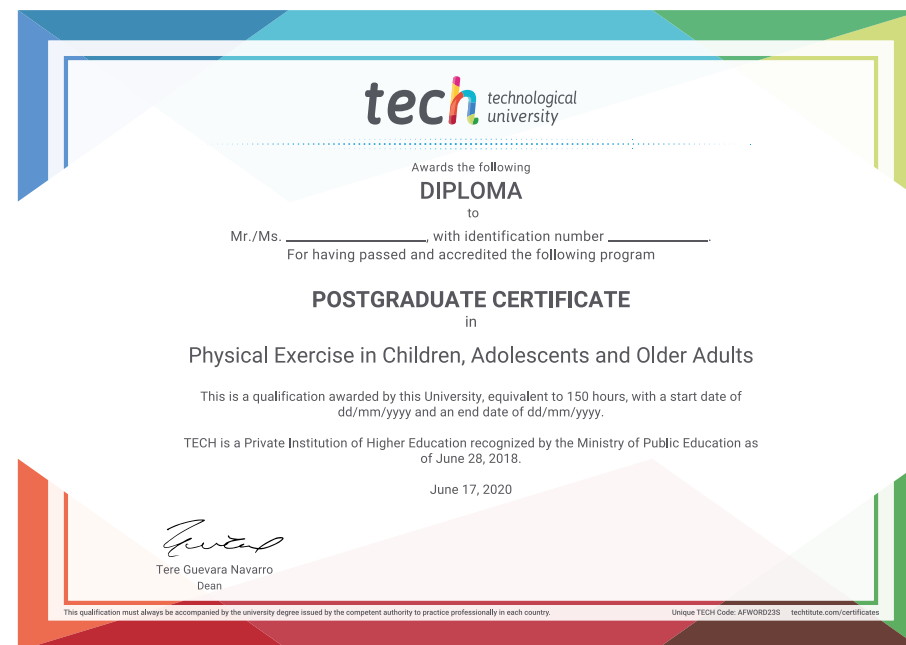 tech technological
university
Awards the following
DIPLOMA
to
Mr./Ms. ____________, with identification number ____________.
For having passed and accredited the following program
POSTGRADUATE CERTIFICATE
in
Physical Exercise in Children, Adolescents and Older Adults
This is a qualification awarded by this University, equivalent to 150 hours, with a start date of
dd/mm/yyyy and an end date of dd/mm/yyyy.
TECH is a Private Institution of Higher Education recognized by the Ministry of Public Education as
of June 28, 2018.
June 17, 2020
Tere Guevara Navarro
Dean
This qualification must always be accompanied by the university degree issued by the competent authority to practice professionally in each country.
Unique TECH Code: AFWORD23S techtitute.com/certificates